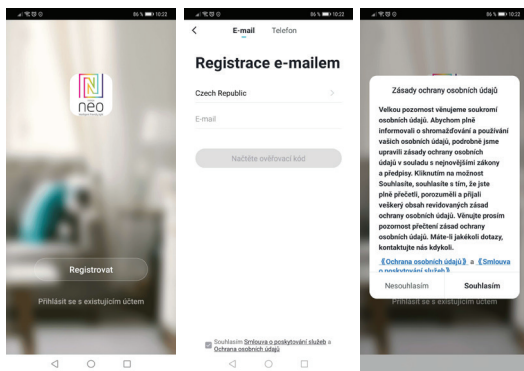 86 % 10:22
neo
Registrovat
Přihlásit se s existujícím účtem
86 % 10:22
E-mail Telefon
Registrace e-mailem
Czech Republic
E-mail
Načtěte ověřovací kód
Souhlasím Smlouva o poskytování služeb a
Ochrana osobních údajů
86 % 10:22
Zásady ochrany osobních údajů
Velkou pozornost věnujeme soukromí
osobních údajů. Abychom plně
informovali o shromažďování a používání
vašich osobních údajů, podrobně jsme
upravili zásady ochrany osobních
údajů v souladu s nejnovějšími zákony
a předpisy. Kliknutím na možnost
Souhlasíte, souhlasíte s tím, že jste
plně přečetli, porozuměli a přijali
veškerý obsah revidovaných zásad
ochrany osobních údajů. Věnujte prosím
pozornost přečtení zásad ochrany
osobních údajů. Máte-li jakékoli dotazy,
kontaktujte nás kdykoli.
《Ochrana osobních údajů》 a 《Smlouva
o poskytování služeb》
Nesouhlasím Souhlasím
Přihlásit se s existujícím účtem